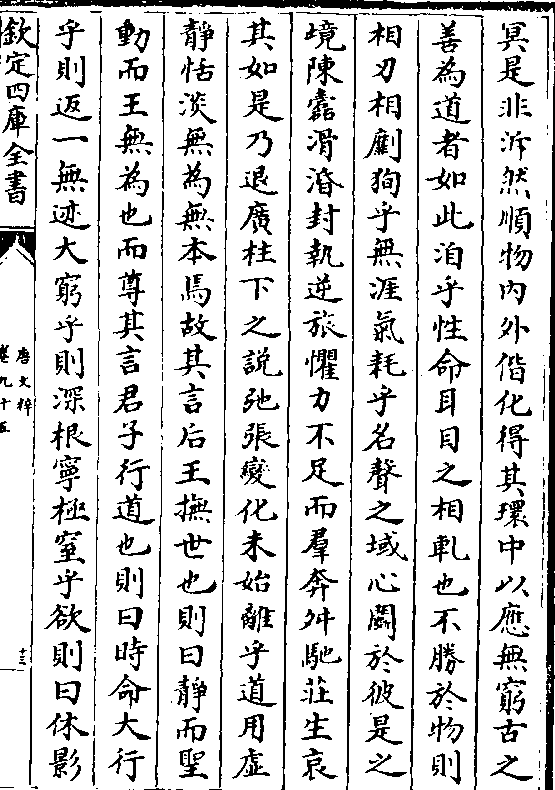 冥是非泝然順物内外偕化得其環中以應無窮古之
善為道者如此洎乎性命耳目之相軋也不勝於物則
相刃相劘狥乎無涯氣耗乎名聲之域心鬭於彼是之
境陳蠧滑湣封執逆旅懼力不足而羣奔舛馳莊生哀
其如是乃退廣柱下之説弛張變化未始離乎道用虛
靜恬淡無為無本焉故其言后王撫世也則曰靜而聖
動而王無為也而尊其言君子行道也則曰時命大行
乎則返一無迹大窮乎則深根寧極窒乎欲則曰休影
欽定四庫全書
唐文粹
卷九十五
十三